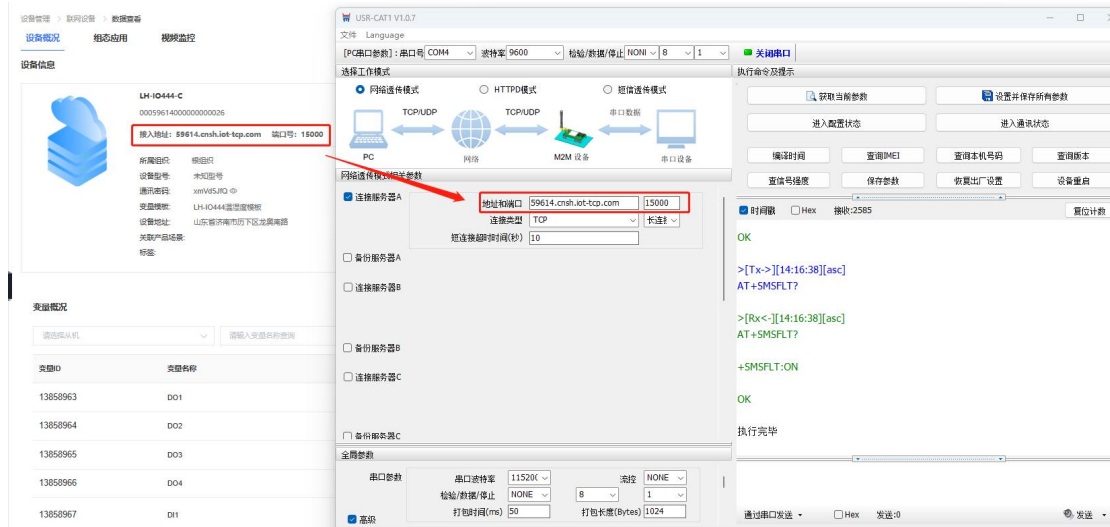 设备管理 > 联网设备 > 数据查看
设备概况 组态应用 视频监控
设备信息
LH-IO444-C
00059614000000000026
接入地址: 59614.cnsh.iot-tcp.com 端口号: 15000
所属组织: 根组织
设备型号: 未知型号
通讯密码: xmVd5JfQ
变量模板: LH-IO444温湿度模板
设备地址: 山东省济南市历下区龙奥南路
关联产品场景:
标签:
变量概况
请选择从机 请输入变量名称查询
变量ID 变量名称
13858963 DO1
13858964 DO2
13858965 DO3
13858966 DO4
13858967 DI1
USR-CAT1 V1.0.7
文件 Language
[PC串口参数]: 串口号 COM4 波特率 9600 检验/数据/停止 NONI 8 1 关闭串口
选择工作模式
网络透传模式 HTTPD模式 短信透传模式
TCP/UDP TCP/UDP 串口数据
PC 网络 M2M 设备 串口设备
网络透传模式相关参数
连接服务器A
地址和端口 59614.cnsh.iot-tcp.com 15000
连接类型 TCP 长连接
短连接超时时间(秒) 10
备份服务器A
连接服务器B
备份服务器B
连接服务器C
备份服务器C
全局参数
串口参数 串口波特率 115200 流控 NONE
检验/数据/停止 NONE 8 1
打包时间(ms) 50 打包长度(Bytes) 1024
高级
执行命令及提示
获取当前参数 设置并保存所有参数
进入配置状态 进入通讯状态
编译时间 查询IMEI 查询本机号码 查询版本
查信号强度 保存参数 恢复出厂设置 设备重启
时间戳 Hex 接收:2585 复位计数
OK
>[Tx->][14:16:38][asc]
AT+SMSFLT?
>[Rx<-][14:16:38][asc]
AT+SMSFLT?
+SMSFLT:ON
OK
执行完毕
通过串口发送 Hex 发送:0 发送